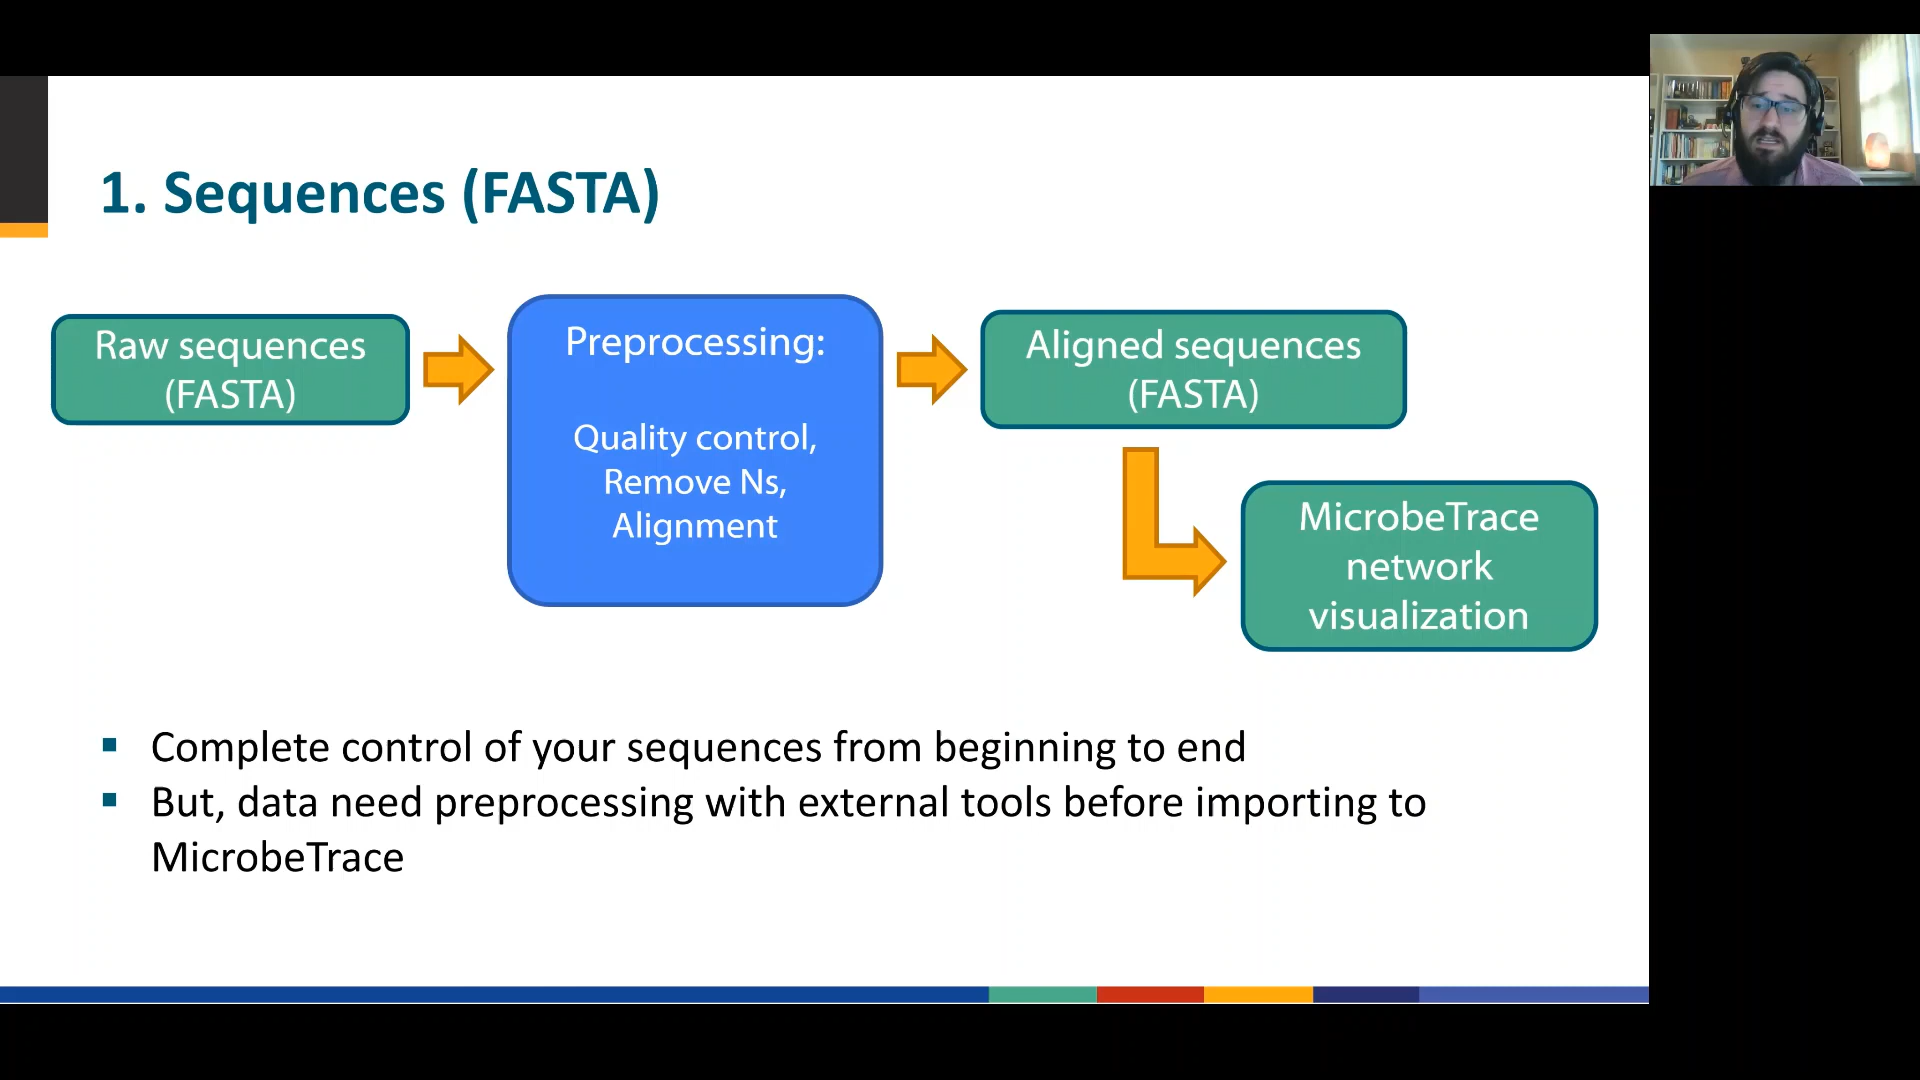 1. Sequences (FASTA)
Raw sequences
(FASTA)
Preprocessing:
Quality control,
Remove Ns,
Alignment
Aligned sequences
(FASTA)
MicrobeTrace
network
visualization
Complete control of your sequences from beginning to end
But, data need preprocessing with external tools before importing to
MicrobeTrace